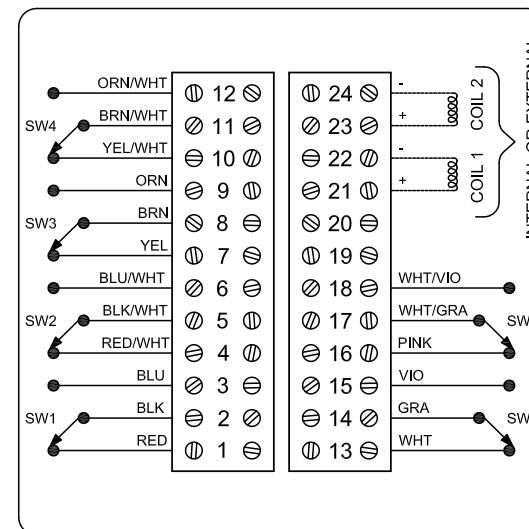 ORN/WHT 12
BRN/WHT 11
SW4
YEL/WHT 10
ORN 9
BRN 8
SW3
YEL 7
BLU/WHT 6
BLK/WHT 5
SW2
RED/WHT 4
BLU 3
BLK 2
SW1
RED 1
24 -
23 +
COIL 2
22 -
21 +
COIL 1
INTERNAL OR EXTERNAL
20
19
18 WHT/VIO
17 WHT/GRA
SW
16 PINK
15 VIO
14 GRA
SW
13 WHT